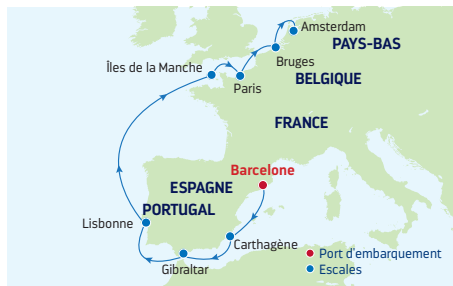 Amsterdam
PAYS-BAS
Bruges
Îles de la Manche
BELGIQUE
Paris
FRANCE
Barcelone
ESPAGNE
PORTUGAL
Lisbonne
Carthagène
Gibraltar
Port d'embarquement
Escales